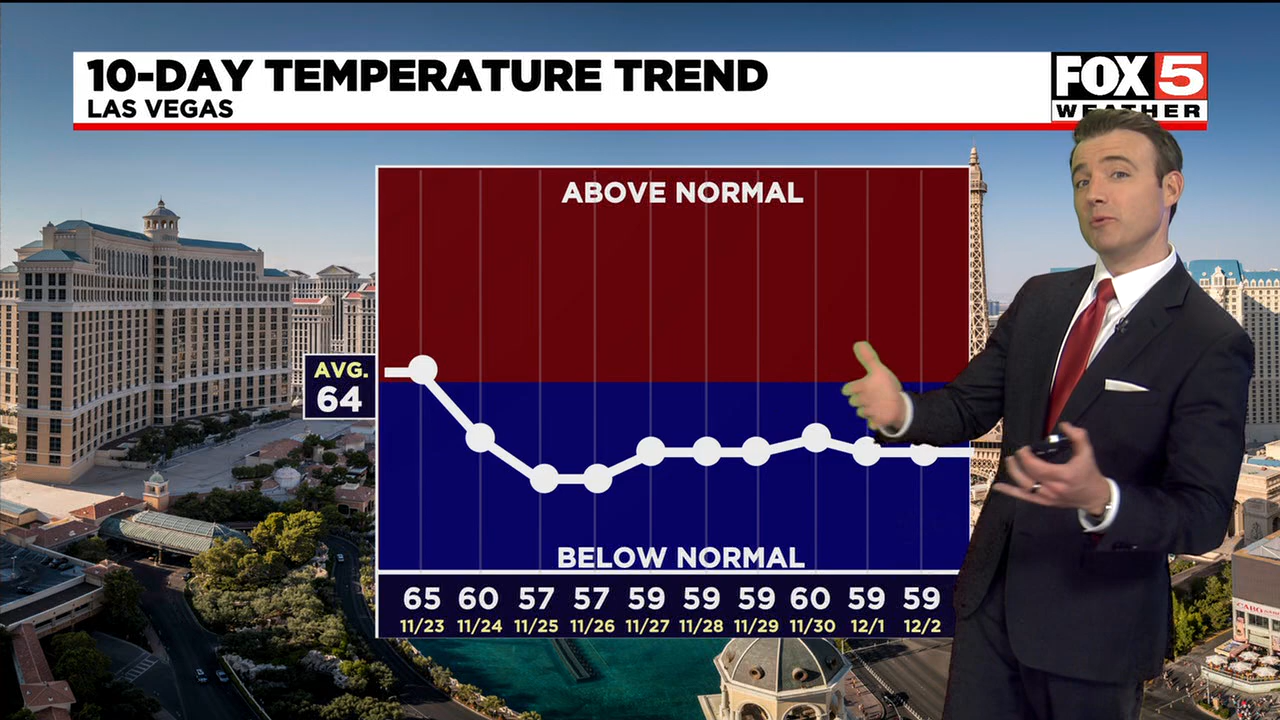 10-DAY TEMPERATURE TREND
LAS VEGAS
FOX 5
WEATHER
ABOVE NORMAL
AVG.
64
BELOW NORMAL
65 60 57 57 59 59 59 60 59 59
11/23 11/24 11/25 11/26 11/27 11/28 11/29 11/30 12/1 12/2